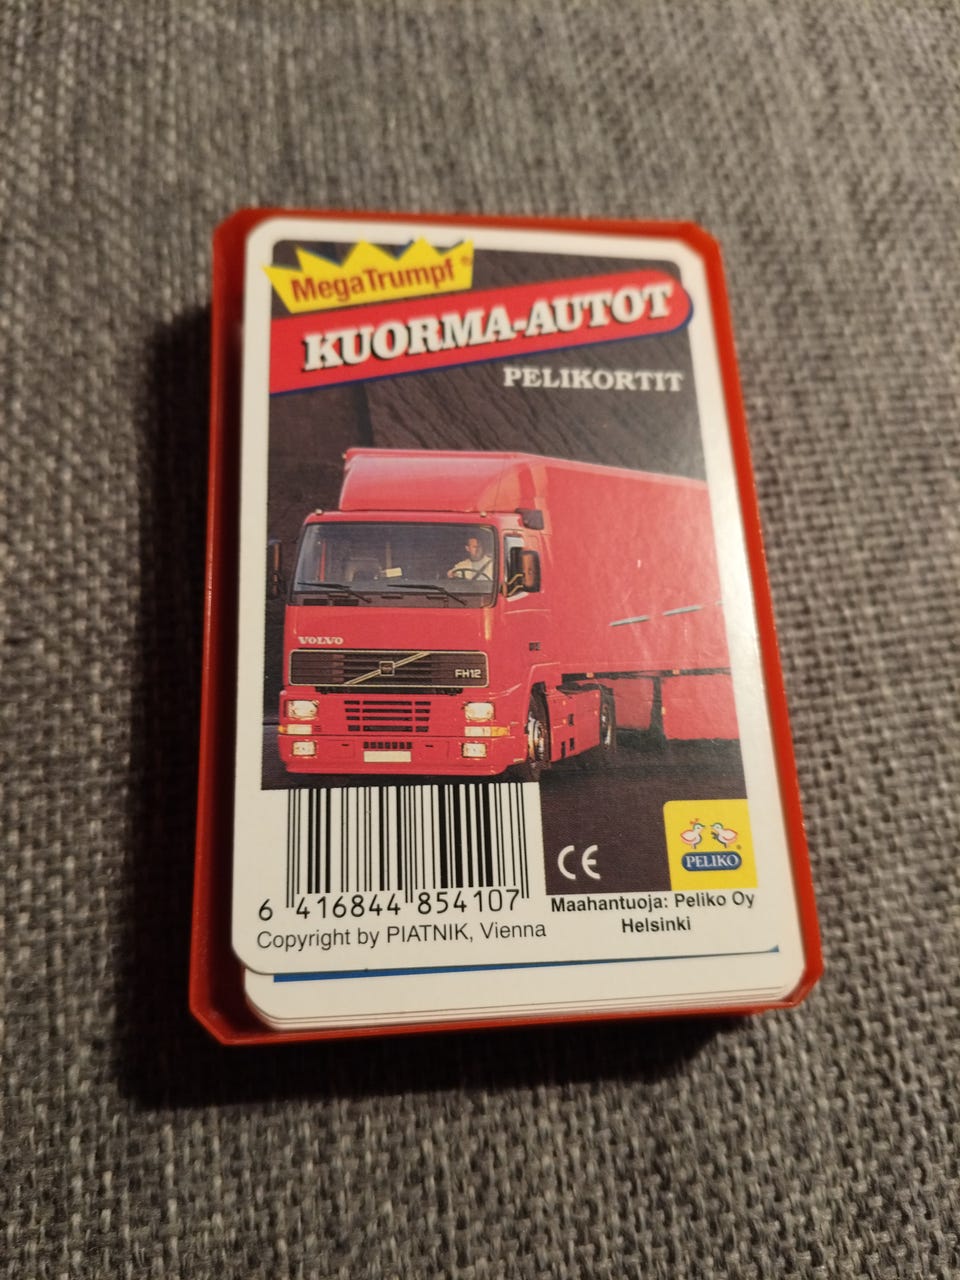 MegaTrumpf®
KUORMA-AUTOT
PELIKORTIT
VOLVO
FH12
CE
PELIKO
6 416844 854107
Maahantuoja: Peliko Oy
Helsinki
Copyright by PIATNIK, Vienna